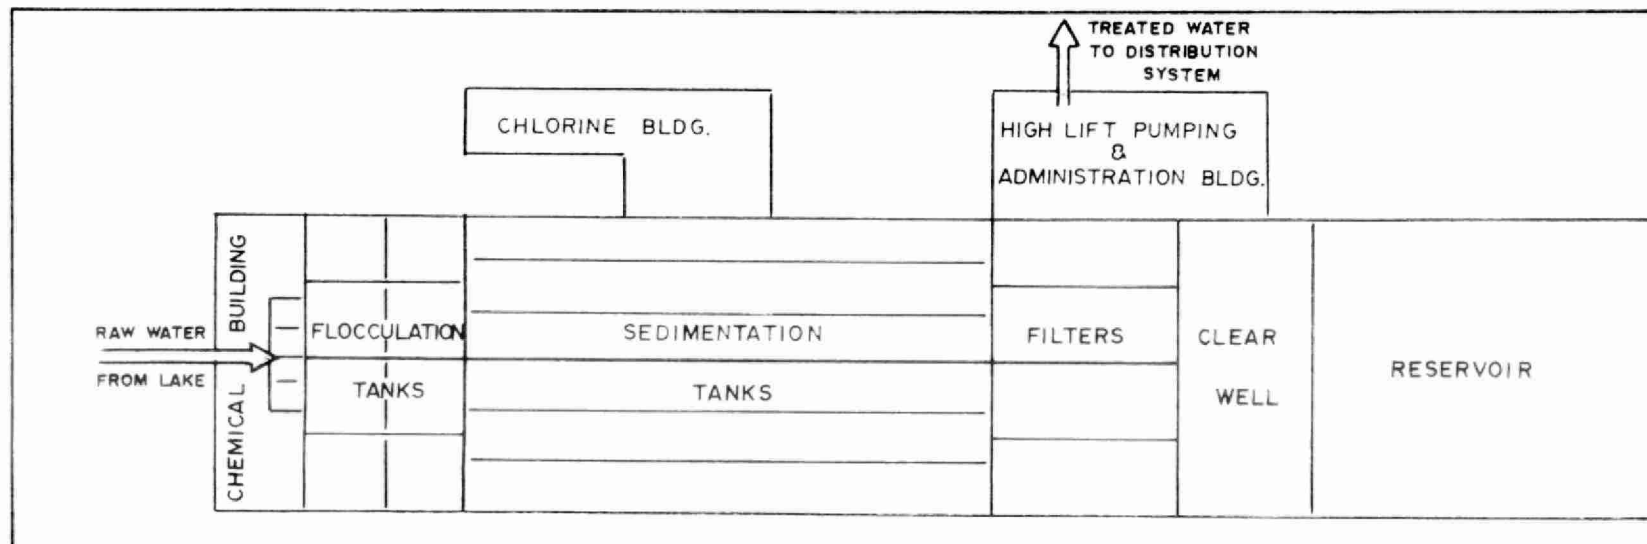 TREATED WATER
TO DISTRIBUTION
SYSTEM
CHLORINE BLDG.
HIGH LIFT PUMPING
&
ADMINISTRATION BLDG.
CHEMICAL BUILDING
RAW WATER
FROM LAKE
FLOCCULATION
TANKS
SEDIMENTATION
TANKS
FILTERS
CLEAR
WELL
RESERVOIR